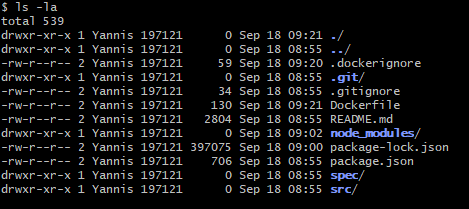 $ ls -la
total 539
drwxr-xr-x 1 Yannis 197121      0 Sep 18 09:21 ./
drwxr-xr-x 1 Yannis 197121      0 Sep 18 08:55 ../
-rw-r--r-- 2 Yannis 197121     59 Sep 18 09:20 .dockerignore
drwxr-xr-x 1 Yannis 197121      0 Sep 18 08:55 .git/
-rw-r--r-- 2 Yannis 197121     34 Sep 18 08:55 .gitignore
-rw-r--r-- 2 Yannis 197121    130 Sep 18 09:21 Dockerfile
-rw-r--r-- 2 Yannis 197121   2804 Sep 18 08:55 README.md
drwxr-xr-x 1 Yannis 197121      0 Sep 18 09:02 node_modules/
-rw-r--r-- 2 Yannis 197121 397075 Sep 18 09:00 package-lock.json
-rw-r--r-- 2 Yannis 197121    706 Sep 18 08:55 package.json
drwxr-xr-x 1 Yannis 197121      0 Sep 18 08:55 spec/
drwxr-xr-x 1 Yannis 197121      0 Sep 18 08:55 src/